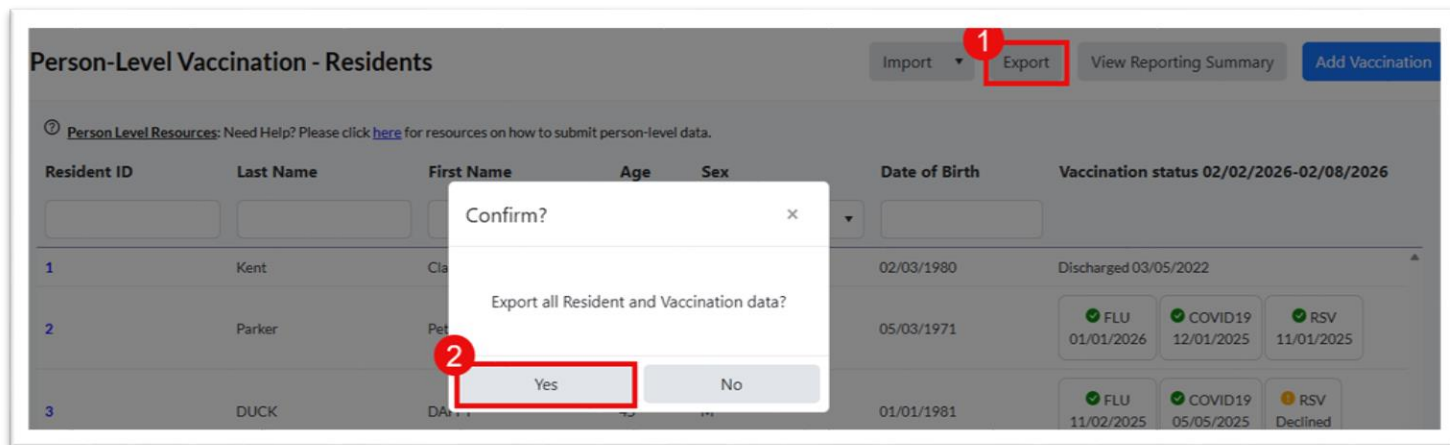 Person-Level Vaccination - Residents
Import
1
Export
View Reporting Summary
Add Vaccination
Person Level Resources: Need Help? Please click here for resources on how to submit person-level data.
Resident ID Last Name First Name Age Sex Date of Birth Vaccination status 02/02/2026-02/08/2026
Confirm?
1 Kent 02/03/1980 Discharged 03/05/2022
Export all Resident and Vaccination data?
2 Parker 05/03/1971
FLU COVID19 RSV
01/01/2026 12/01/2025 11/01/2025
2
Yes No
3 DUCK 01/01/1981
FLU COVID19 RSV
11/02/2025 05/05/2025 Declined